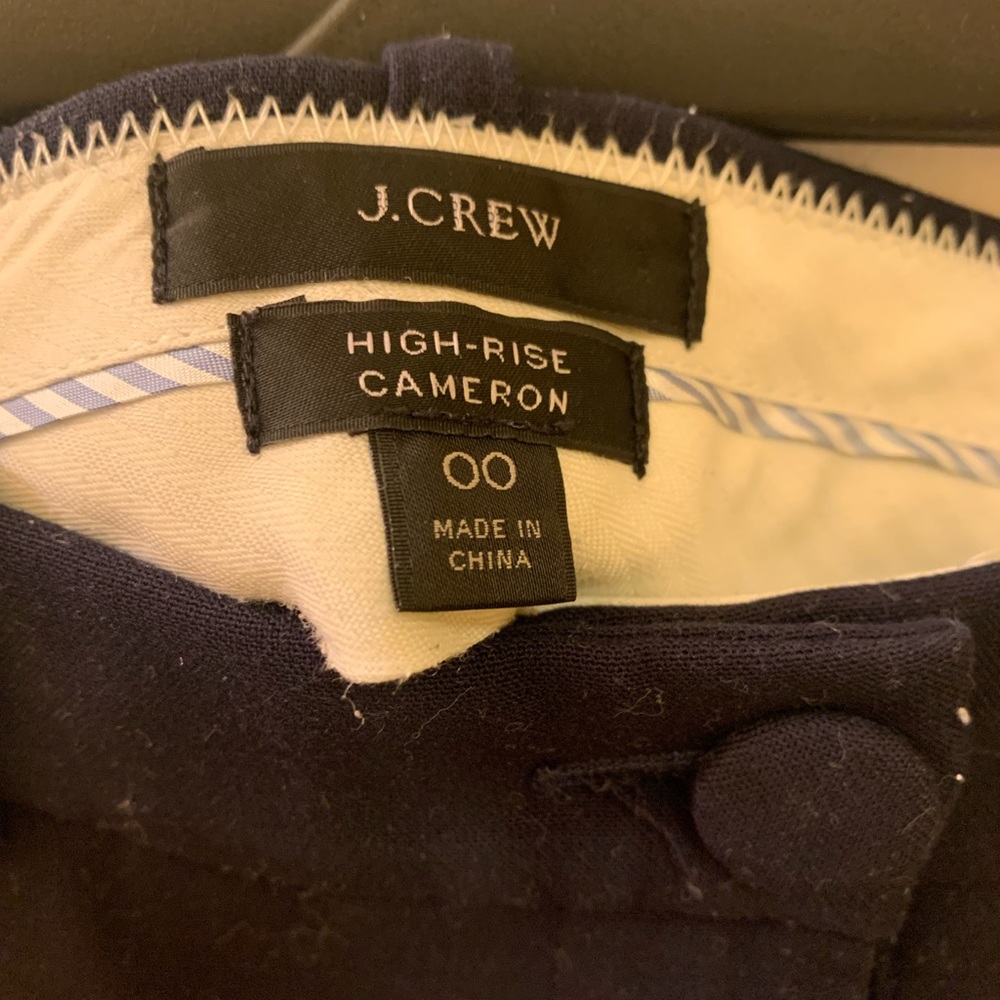 J.CREW
HIGH-RISE
CAMERON
00
MADE IN
CHINA